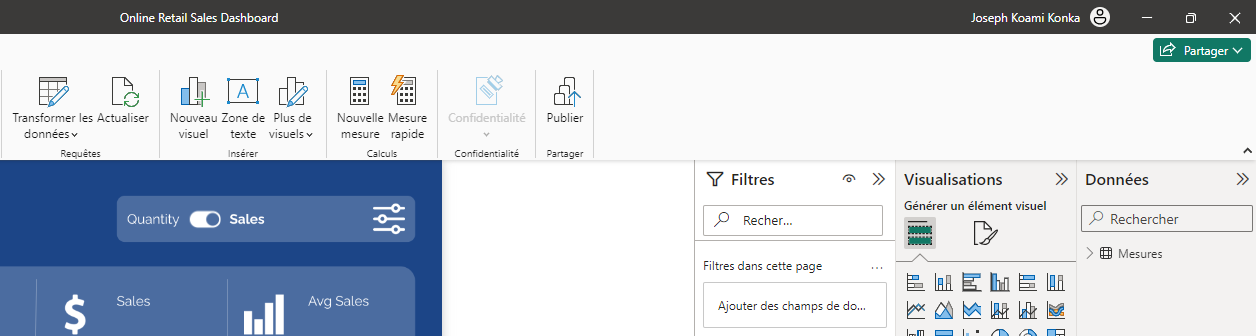 Online Retail Sales Dashboard
Joseph Koami Konka
Partager
Transformer les données
Actualiser
Nouveau visuel
A
Zone de texte
Plus de visuels
Nouvelle mesure
Mesure rapide
Confidentialité
Publier
Requêtes
Insérer
Calculs
Confidentialité
Partager
Quantity
Sales
$
Sales
Avg Sales
Filtres
Recher...
Filtres dans cette page
...
Ajouter des champs de do...
Visualisations
Générer un élément visuel
Données
Rechercher
Mesures